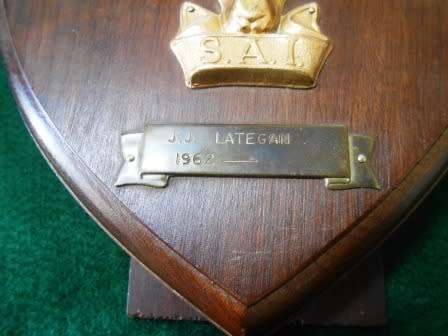 S.A.I.
J.J. LATEGAN
1962 —